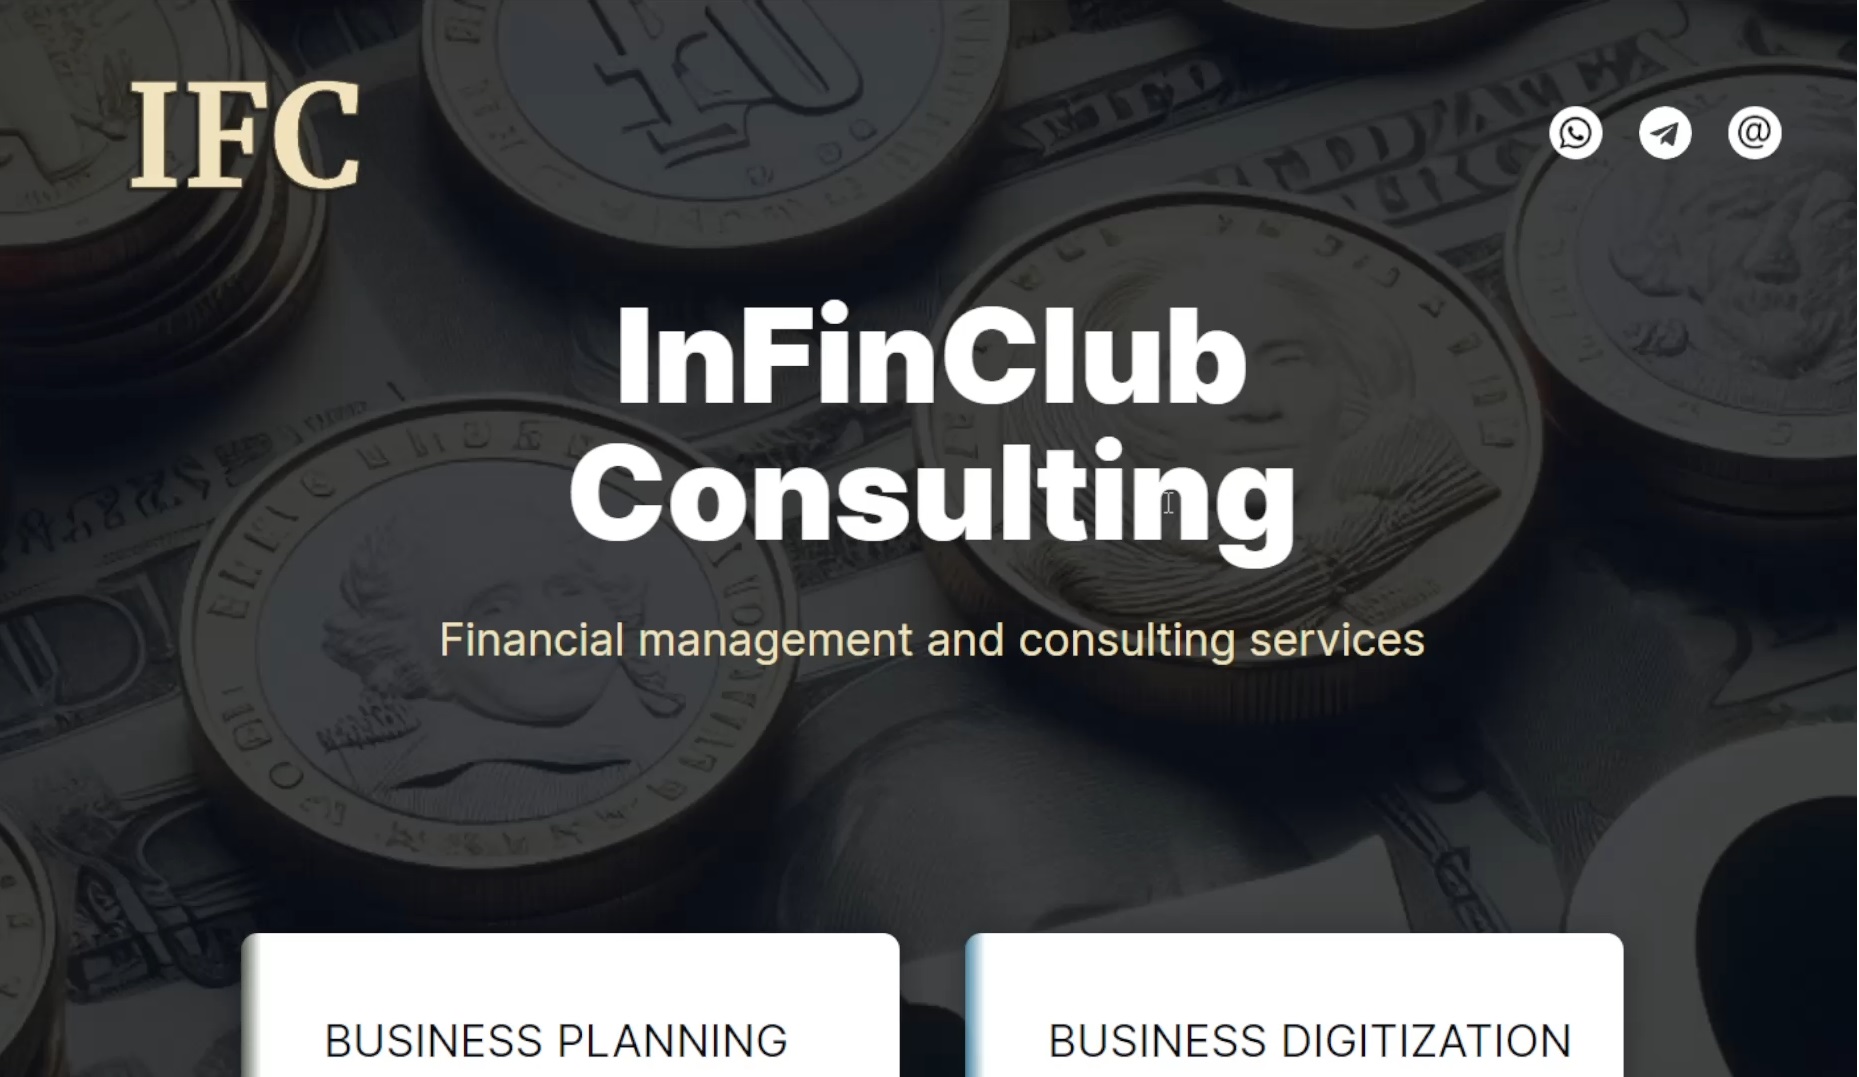 IFC
InFinClub
Consulting
Financial management and consulting services
BUSINESS PLANNING
BUSINESS DIGITIZATION